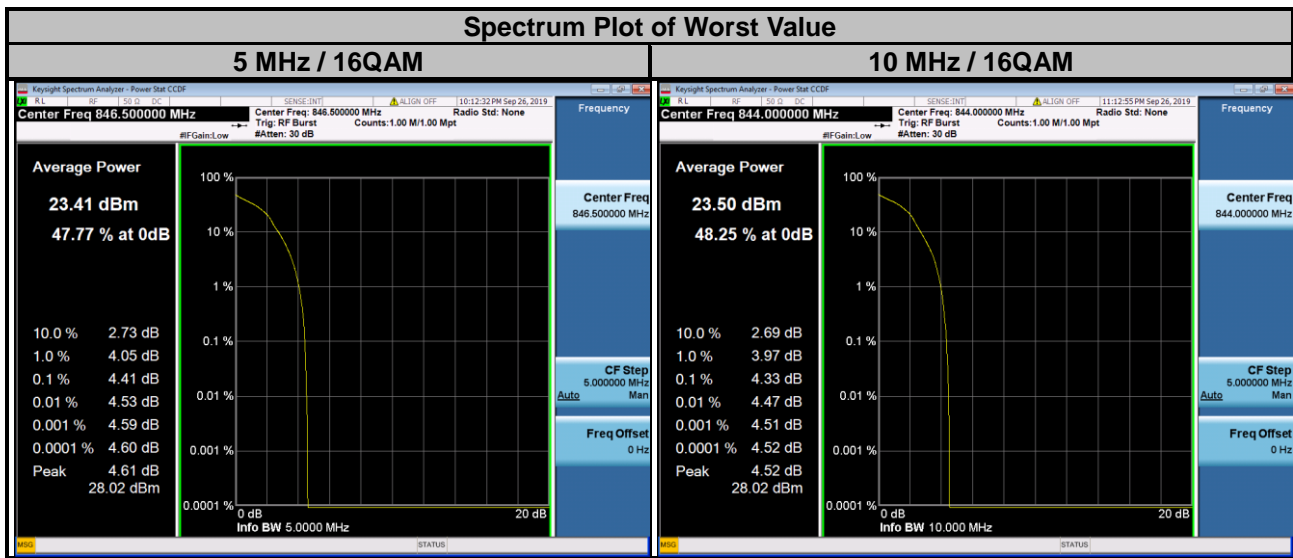 Spectrum Plot of Worst Value
5 MHz / 16QAM
10 MHz / 16QAM
Keysight Spectrum Analyzer - Power Stat CCDF
RL RF 50 Ω DC SENSE:INT ALIGN OFF 10:12:32 PM Sep 26, 2019
Center Freq 846.500000 MHz
Center Freq: 846.500000 MHz Radio Std: None
Trig: RF Burst Counts:1.00 M/1.00 Mpt
#IFGain:Low #Atten: 30 dB
Frequency
Average Power
23.41 dBm
47.77 % at 0dB
10.0 % 2.73 dB
1.0 % 4.05 dB
0.1 % 4.41 dB
0.01 % 4.53 dB
0.001 % 4.59 dB
0.0001 % 4.60 dB
Peak 4.61 dB
28.02 dBm
100 %
10 %
1 %
0.1 %
0.01 %
0.001 %
0.0001 %
0 dB 20 dB
Info BW 5.0000 MHz
Center Freq
846.500000 MHz
CF Step
5.000000 MHz
Auto Man
Freq Offset
0 Hz
MSG STATUS
Keysight Spectrum Analyzer - Power Stat CCDF
RL RF 50 Ω DC SENSE:INT ALIGN OFF 11:12:55 PM Sep 26, 2019
Center Freq 844.000000 MHz
Center Freq: 844.000000 MHz Radio Std: None
Trig: RF Burst Counts:1.00 M/1.00 Mpt
#IFGain:Low #Atten: 30 dB
Frequency
Average Power
23.50 dBm
48.25 % at 0dB
10.0 % 2.69 dB
1.0 % 3.97 dB
0.1 % 4.33 dB
0.01 % 4.47 dB
0.001 % 4.51 dB
0.0001 % 4.52 dB
Peak 4.52 dB
28.02 dBm
100 %
10 %
1 %
0.1 %
0.01 %
0.001 %
0.0001 %
0 dB 20 dB
Info BW 10.000 MHz
Center Freq
844.000000 MHz
CF Step
5.000000 MHz
Auto Man
Freq Offset
0 Hz
MSG STATUS